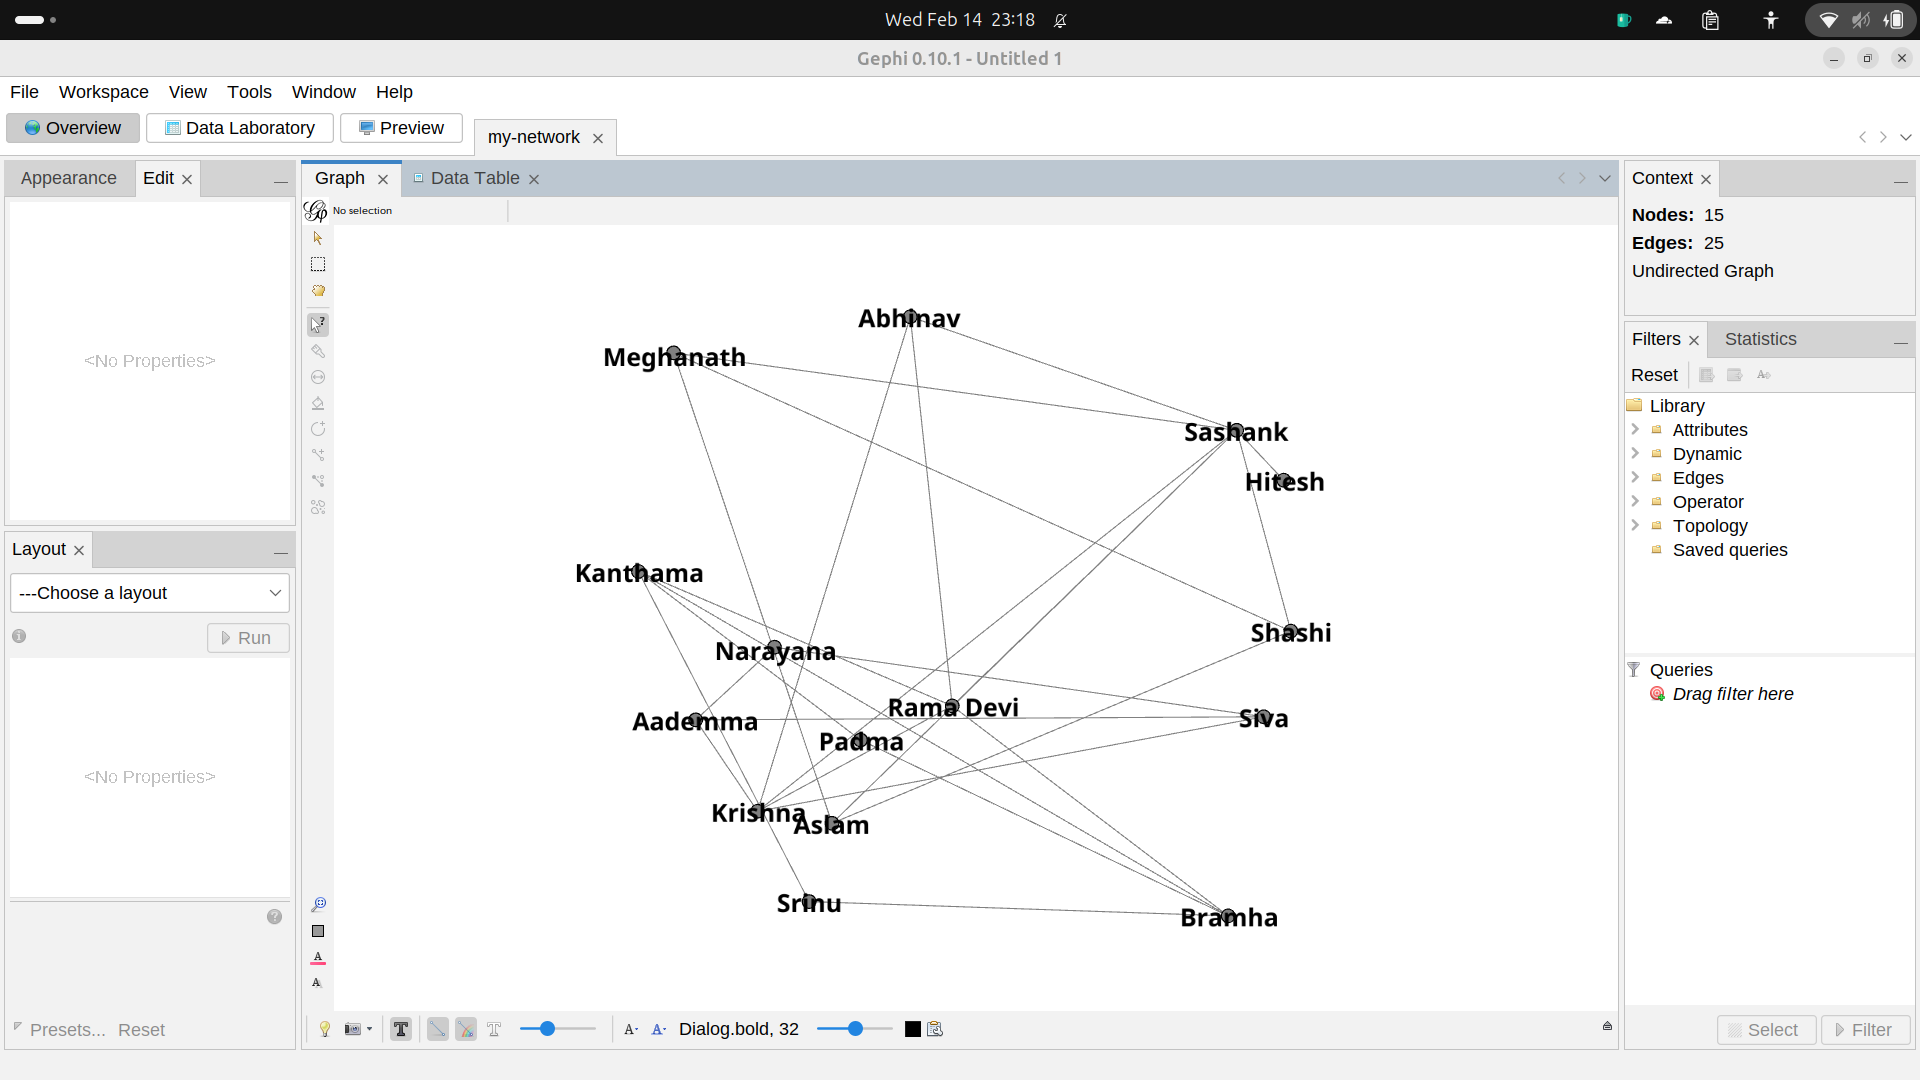 Wed Feb 14 23:18
Gephi 0.10.1 - Untitled 1
File Workspace View Tools Window Help
Overview Data Laboratory Preview my-network
Appearance Edit
<No Properties>
Layout
---Choose a layout
Run
<No Properties>
Presets... Reset
Graph Data Table
No selection
Abhinav
Meghanath
Sashank
Hitesh
Kanthama
Shashi
Narayana
Rama Devi
Siva
Aademma
Padma
Krishna
Aslam
Srinu
Bramha
Dialog.bold, 32
Context
Nodes: 15
Edges: 25
Undirected Graph
Filters Statistics
Reset
Library
Attributes
Dynamic
Edges
Operator
Topology
Saved queries
Queries
Drag filter here
Select Filter